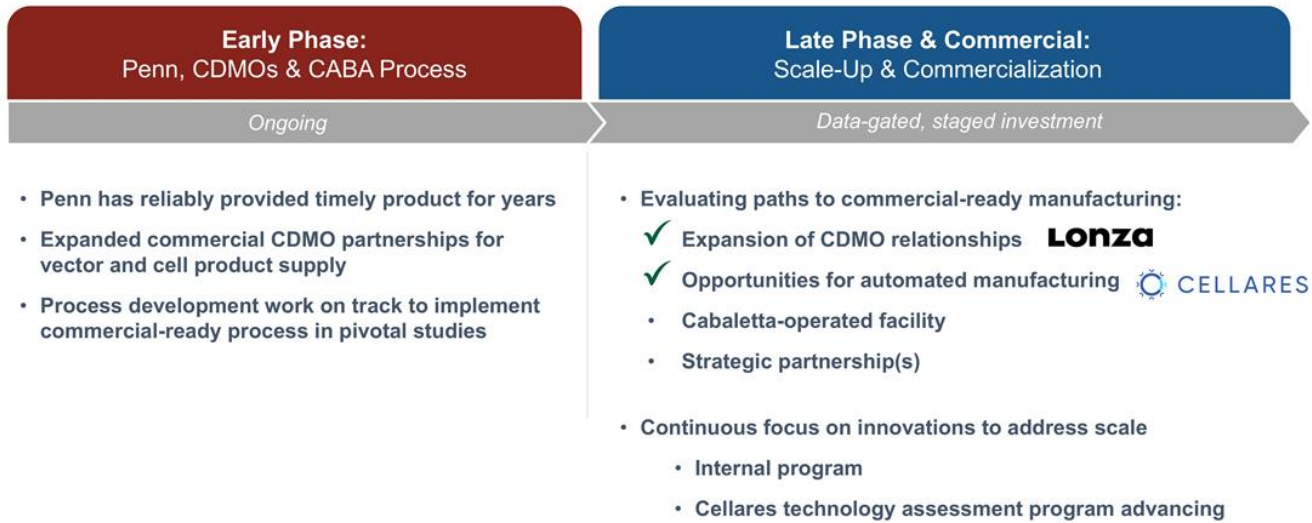 Early Phase:
Penn, CDMOs & CABA Process
Ongoing
• Penn has reliably provided timely product for years
• Expanded commercial CDMO partnerships for
vector and cell product supply
• Process development work on track to implement
commercial-ready process in pivotal studies
Late Phase & Commercial:
Scale-Up & Commercialization
Data-gated, staged investment
• Evaluating paths to commercial-ready manufacturing:
✓ Expansion of CDMO relationships Lonza
✓ Opportunities for automated manufacturing CELLARES
• Cabaletta-operated facility
• Strategic partnership(s)
• Continuous focus on innovations to address scale
• Internal program
• Cellares technology assessment program advancing